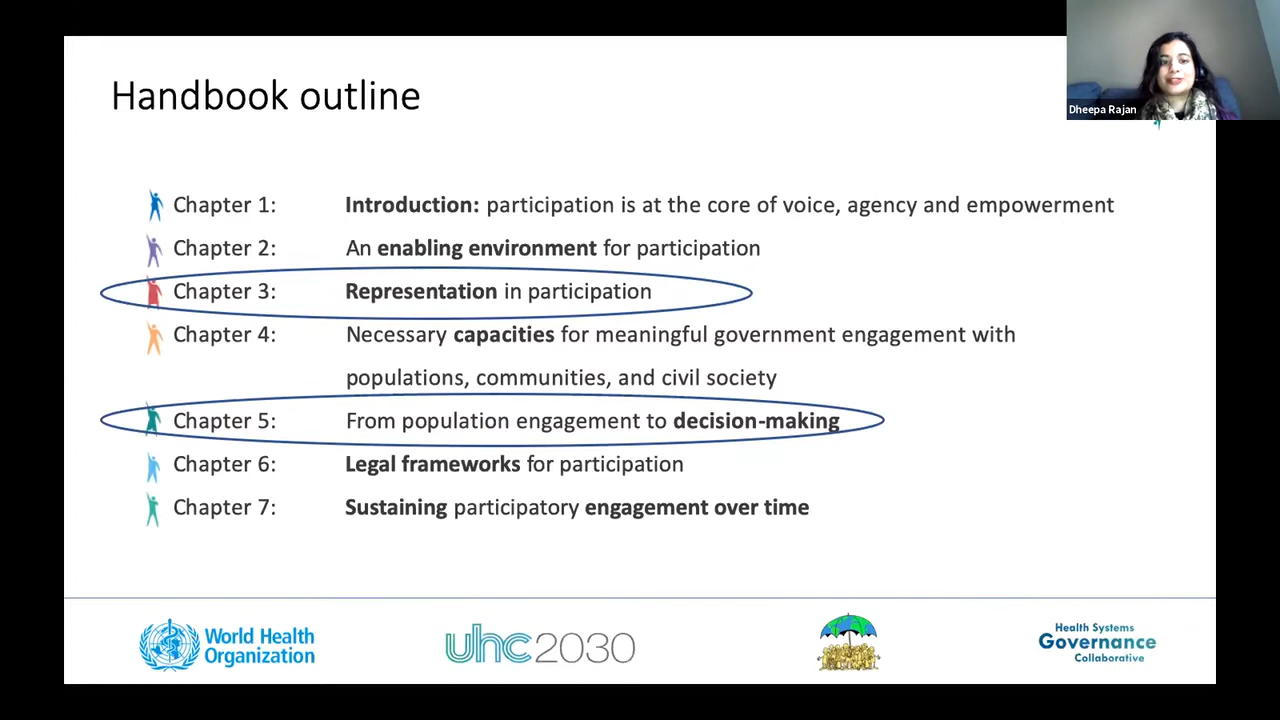 Handbook outline
Dheepa Rajan
Chapter 1: Introduction: participation is at the core of voice, agency and empowerment
Chapter 2: An enabling environment for participation
Chapter 3: Representation in participation
Chapter 4: Necessary capacities for meaningful government engagement with
populations, communities, and civil society
Chapter 5: From population engagement to decision-making
Chapter 6: Legal frameworks for participation
Chapter 7: Sustaining participatory engagement over time
World Health
Organization
uhc2030
Health Systems
Governance
Collaborative